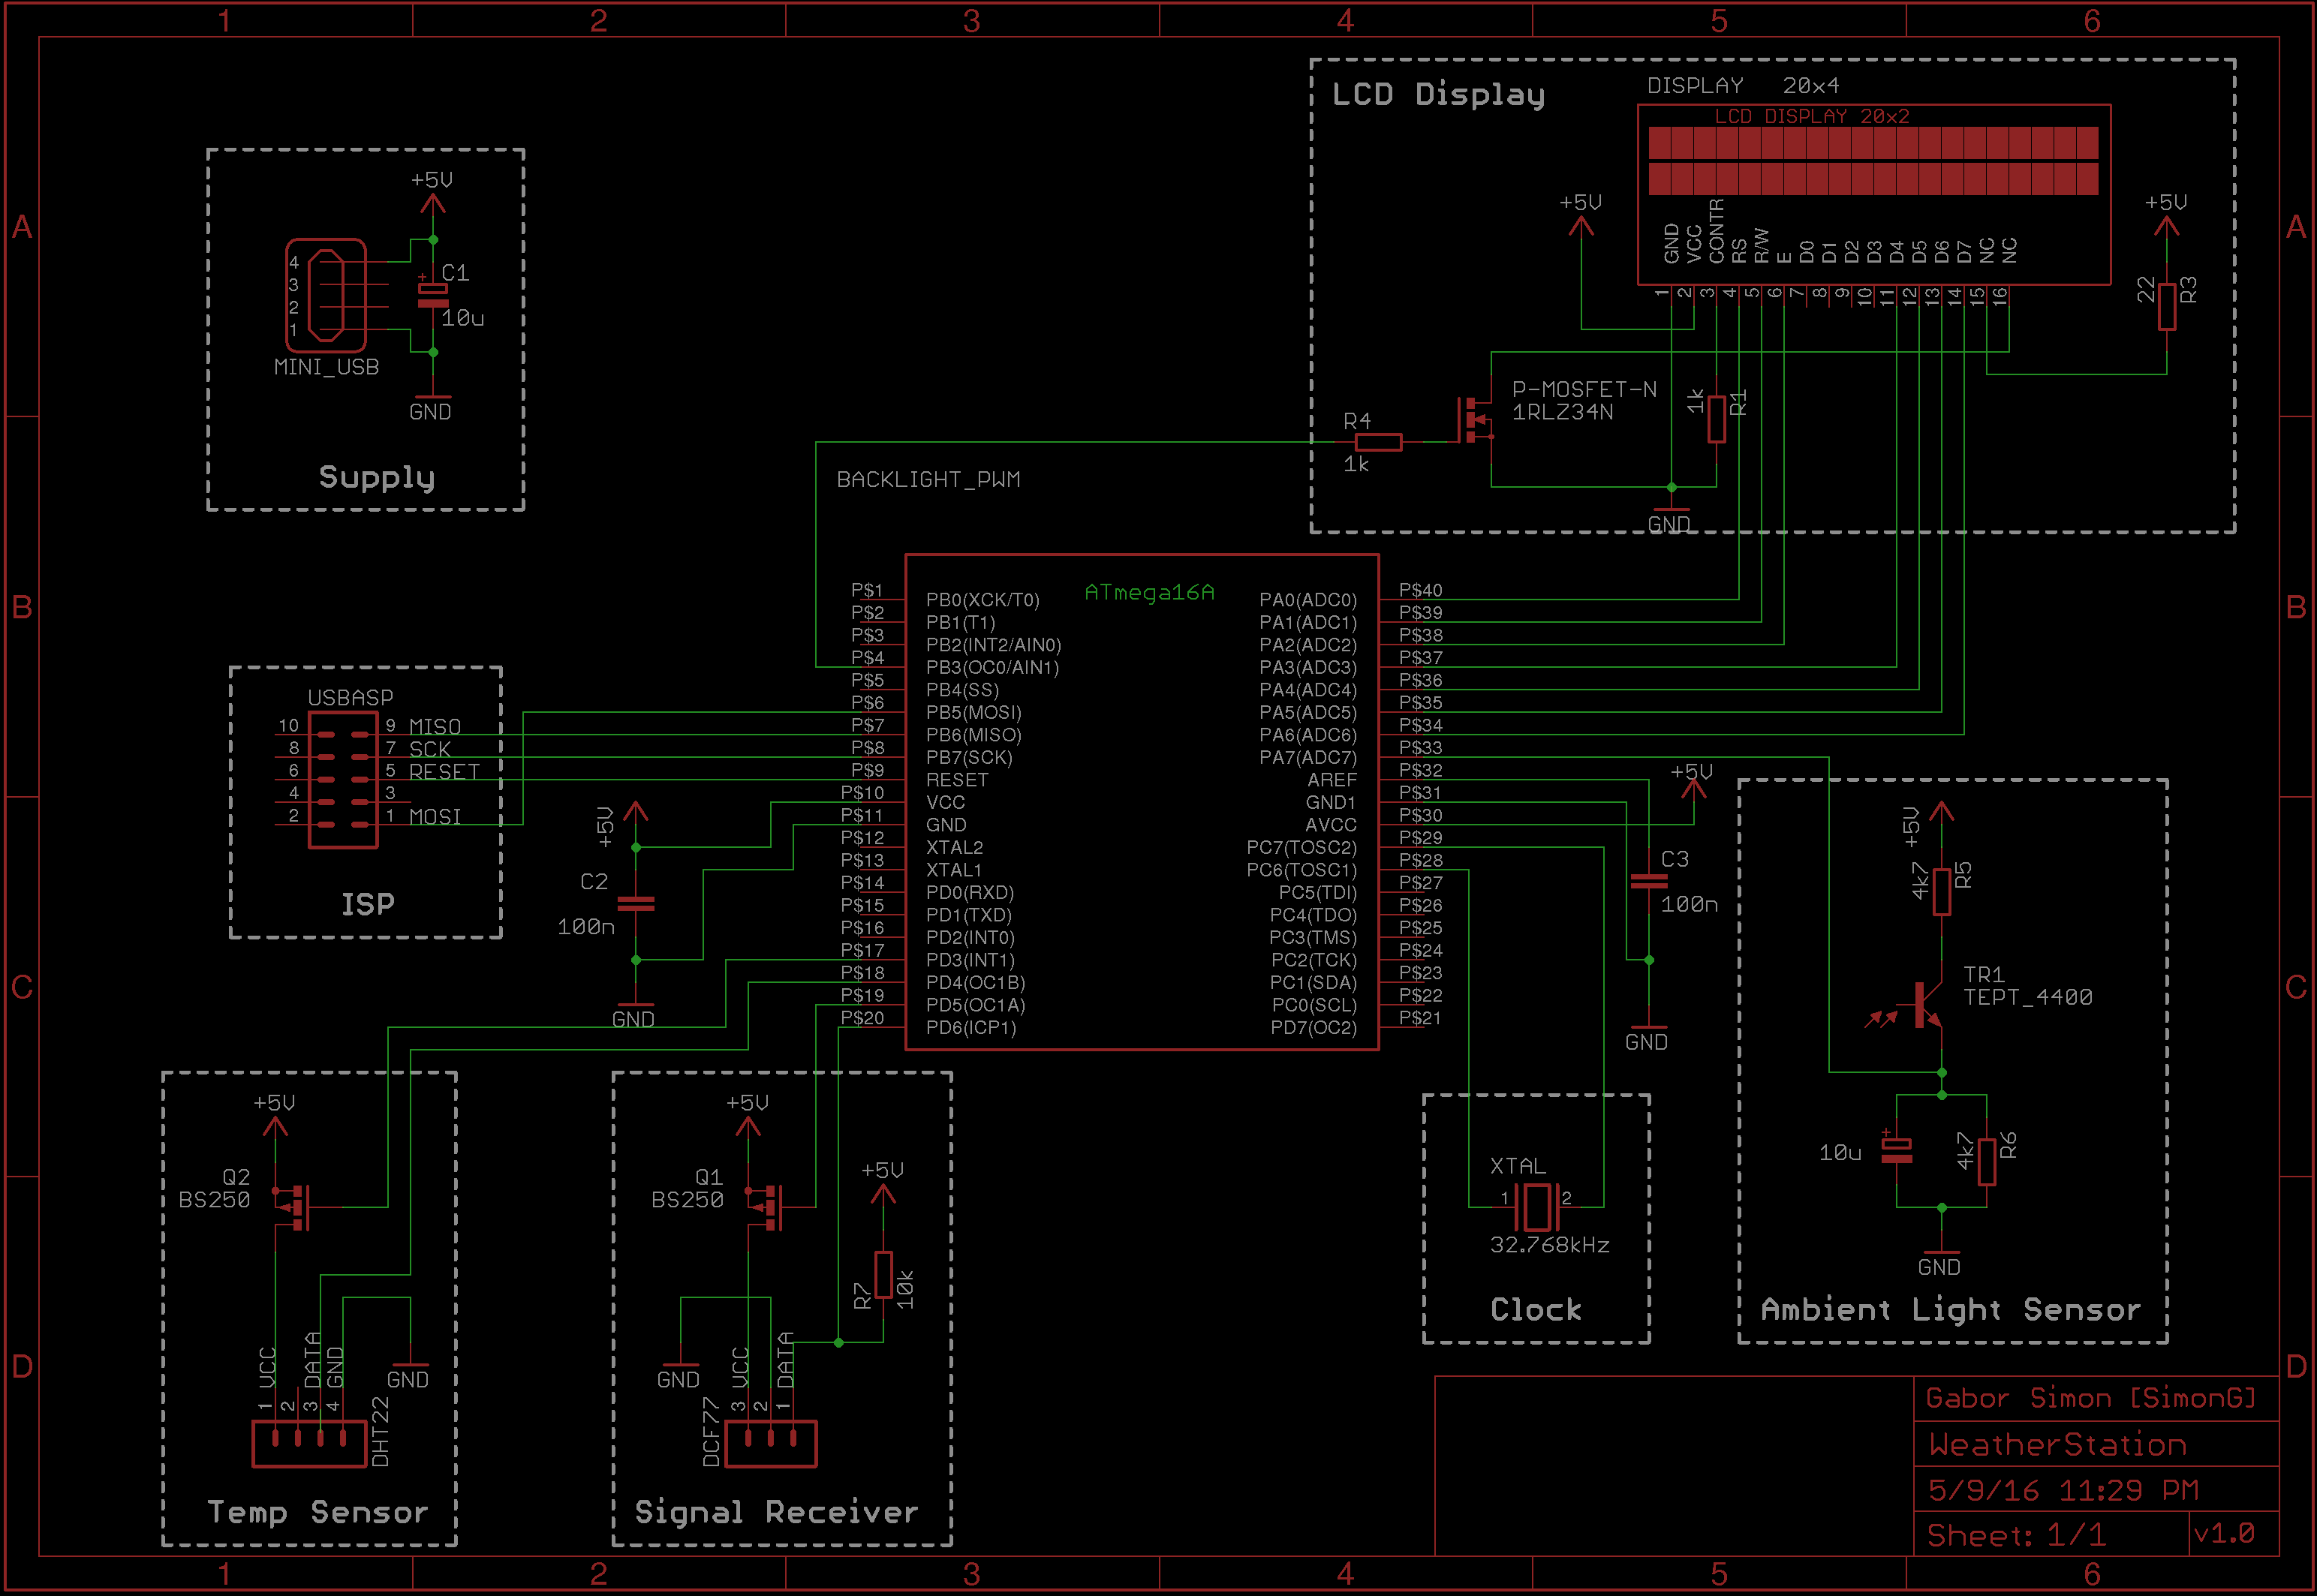 1 2 3 4 5 6
A
B
C
D
A
B
C
D
1 2 3 4 5 6
+5V
4
3
2
1
MINI_USB
+
C1
10u
GND
Supply
LCD Display
DISPLAY 20x4
LCD DISPLAY 20x2
GND
VCC
CONTR
RS
R/W
E
D0
D1
D2
D3
D4
D5
D6
D7
NC
NC
1 2 3 4 5 6 7 8 9 10 11 12 13 14 15 16
+5V
+5V
22
R3
P-MOSFET-N
1RLZ34N
1k
R1
R4
1k
GND
BACKLIGHT_PWM
ATmega16A
P$1 PB0(XCK/T0)
P$2 PB1(T1)
P$3 PB2(INT2/AIN0)
P$4 PB3(OC0/AIN1)
P$5 PB4(SS)
P$6 PB5(MOSI)
P$7 PB6(MISO)
P$8 PB7(SCK)
P$9 RESET
P$10 VCC
P$11 GND
P$12 XTAL2
P$13 XTAL1
P$14 PD0(RXD)
P$15 PD1(TXD)
P$16 PD2(INT0)
P$17 PD3(INT1)
P$18 PD4(OC1B)
P$19 PD5(OC1A)
P$20 PD6(ICP1)
PA0(ADC0) P$40
PA1(ADC1) P$39
PA2(ADC2) P$38
PA3(ADC3) P$37
PA4(ADC4) P$36
PA5(ADC5) P$35
PA6(ADC6) P$34
PA7(ADC7) P$33
AREF P$32
GND1 P$31
AVCC P$30
PC7(TOSC2) P$29
PC6(TOSC1) P$28
PC5(TDI) P$27
PC4(TDO) P$26
PC3(TMS) P$25
PC2(TCK) P$24
PC1(SDA) P$23
PC0(SCL) P$22
PD7(OC2) P$21
USBASP
10 9 MISO
8 7 SCK
6 5 RESET
4 3
2 1 MOSI
ISP
+5V
C2
100n
GND
+5V
C3
100n
GND
+5V
4k7
R5
TR1
TEPT_4400
+
10u
4k7
R6
GND
Ambient Light Sensor
XTAL
1 2
32.768kHz
Clock
+5V
Q2
BS250
VCC
DATA
GND
GND
1 2 3 4
DHT22
Temp Sensor
+5V
Q1
BS250
+5V
R7
10k
GND
VCC
DATA
3 2 1
DCF77
Signal Receiver
Gabor Simon [SimonG]
WeatherStation
5/9/16 11:29 PM
Sheet: 1/1 v1.0